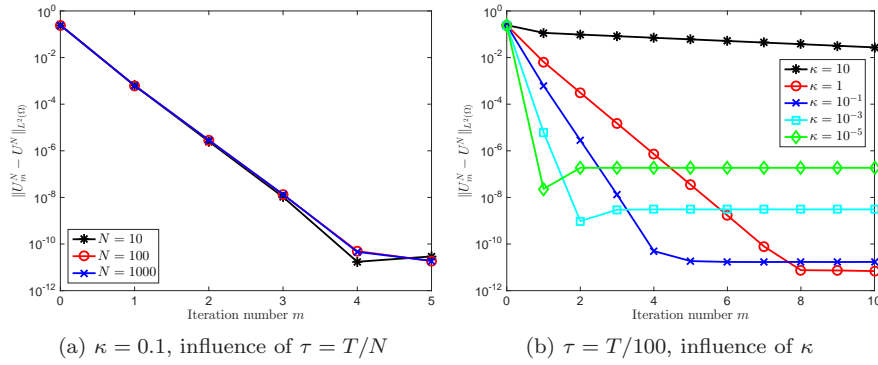 10^0
10^{-2}
10^{-4}
10^{-6}
10^{-8}
10^{-10}
10^{-12}
‖U_m^N − U^N‖_{L^2(Ω)}
N = 10
N = 100
N = 1000
0 1 2 3 4 5
Iteration number m
(a) κ = 0.1, influence of τ = T/N
10^0
10^{-2}
10^{-4}
10^{-6}
10^{-8}
10^{-10}
10^{-12}
‖U_m^N − U^N‖_{L^2(Ω)}
κ = 10
κ = 1
κ = 10^{-1}
κ = 10^{-3}
κ = 10^{-5}
0 2 4 6 8 10
Iteration number m
(b) τ = T/100, influence of κ